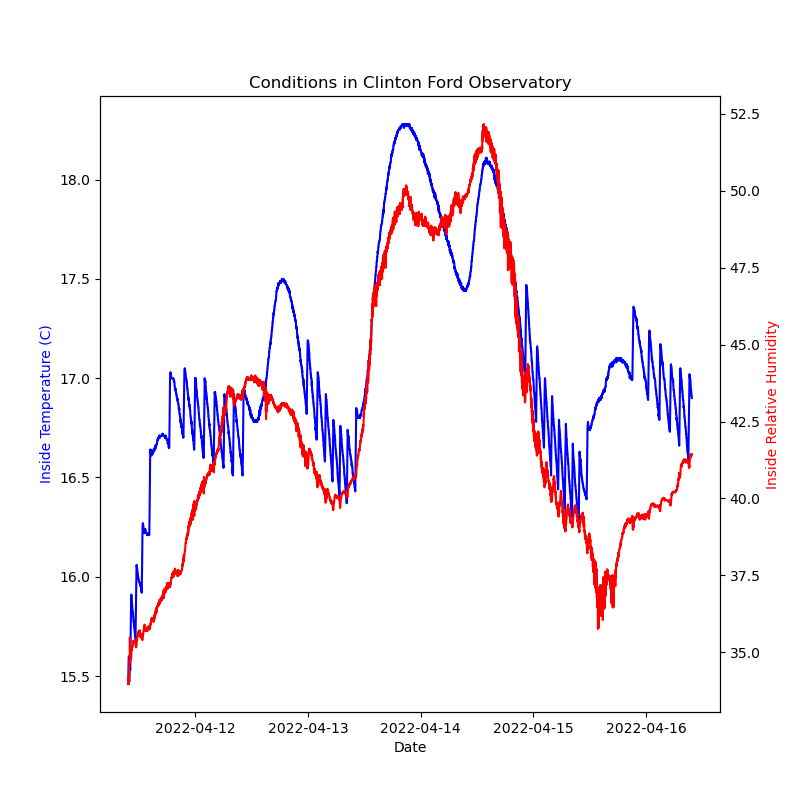 Conditions in Clinton Ford Observatory
Inside Temperature (C)
18.0
17.5
17.0
16.5
16.0
15.5
52.5
50.0
47.5
45.0
42.5
40.0
37.5
35.0
Inside Relative Humidity
2022-04-12 2022-04-13 2022-04-14 2022-04-15 2022-04-16
Date